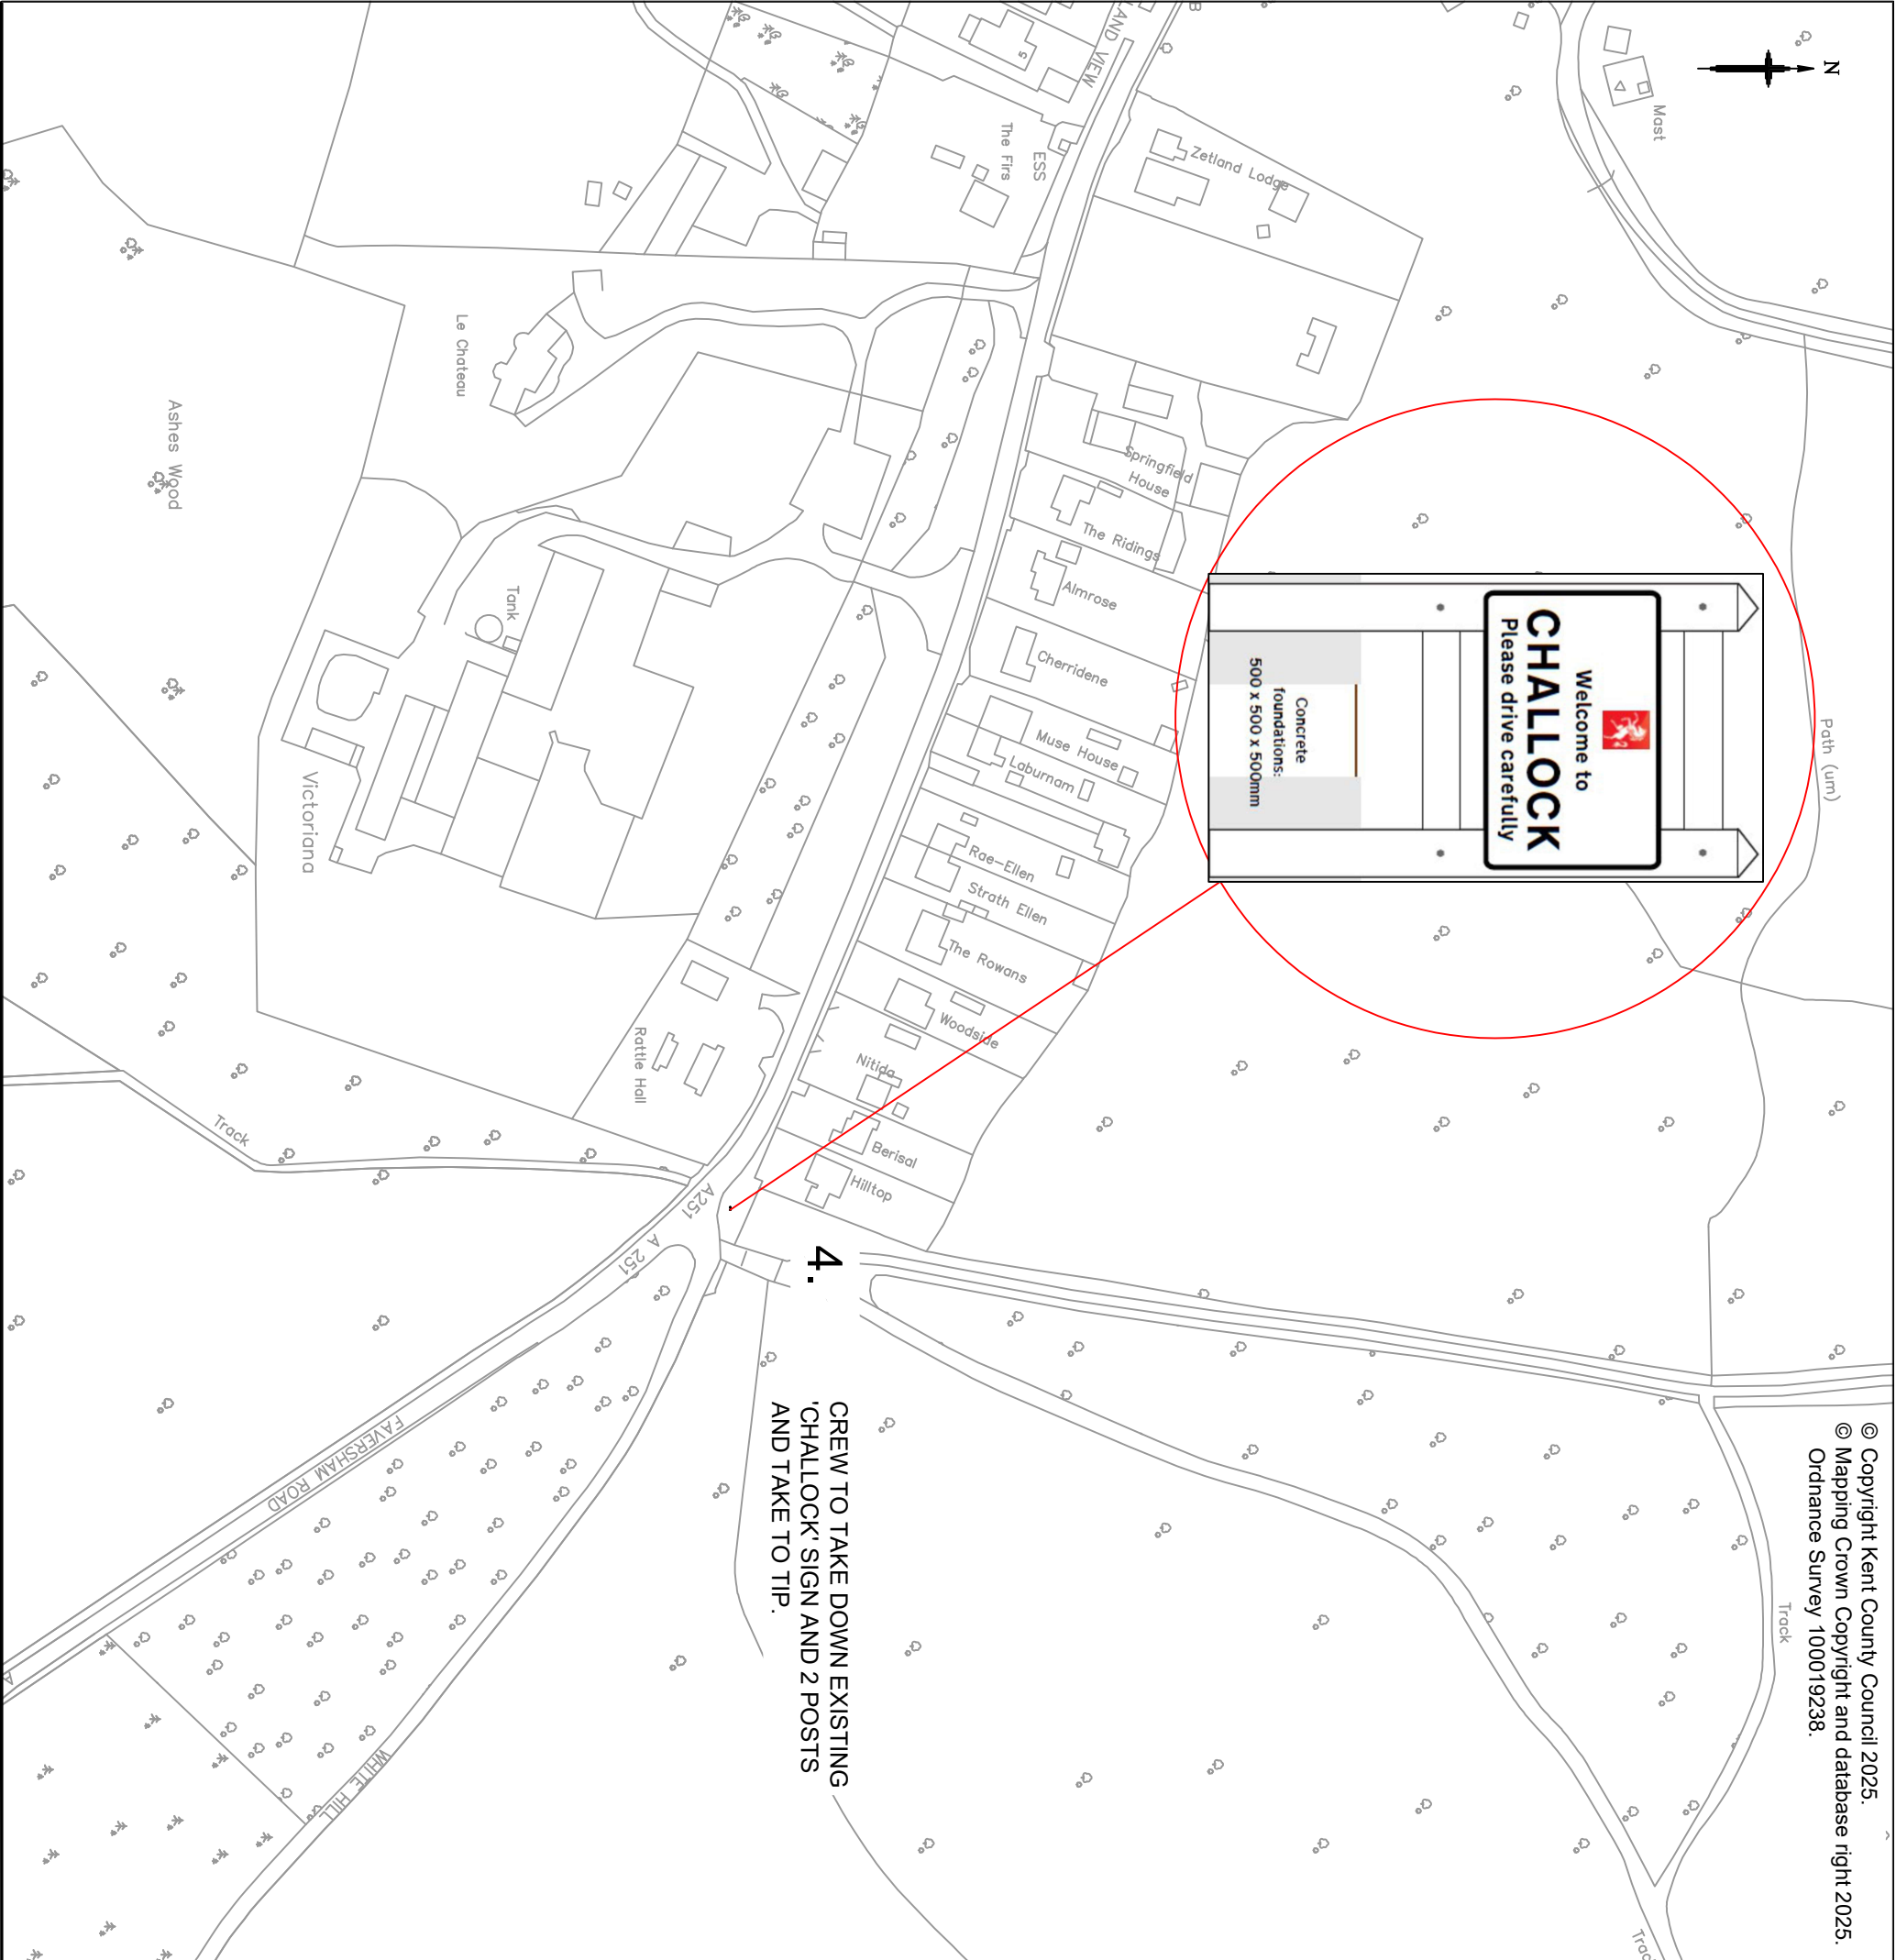 N
© Copyright Kent County Council 2025.
© Mapping Crown Copyright and database right 2025.
Ordnance Survey 100019238.
Mast
Path (um)
Track
Welcome to
CHALLOCK
Please drive carefully
Concrete
foundations:
500 x 500 x 500mm
LAND VIEW
B
5
Zetland Lodge
ESS
The Firs
Springfield
House
The Ridings
Almrose
Cherridene
Muse House
Laburnam
Rae-Ellen
Strath Ellen
The Rowans
Woodside
Nitida
Berisal
Hilltop
4.
CREW TO TAKE DOWN EXISTING
'CHALLOCK' SIGN AND 2 POSTS
AND TAKE TO TIP.
Le Chateau
Ashes Wood
Tank
Victoriana
Rattle Hall
Track
A251
A 251
FAVERSHAM ROAD
WHITE HILL
A
Trac